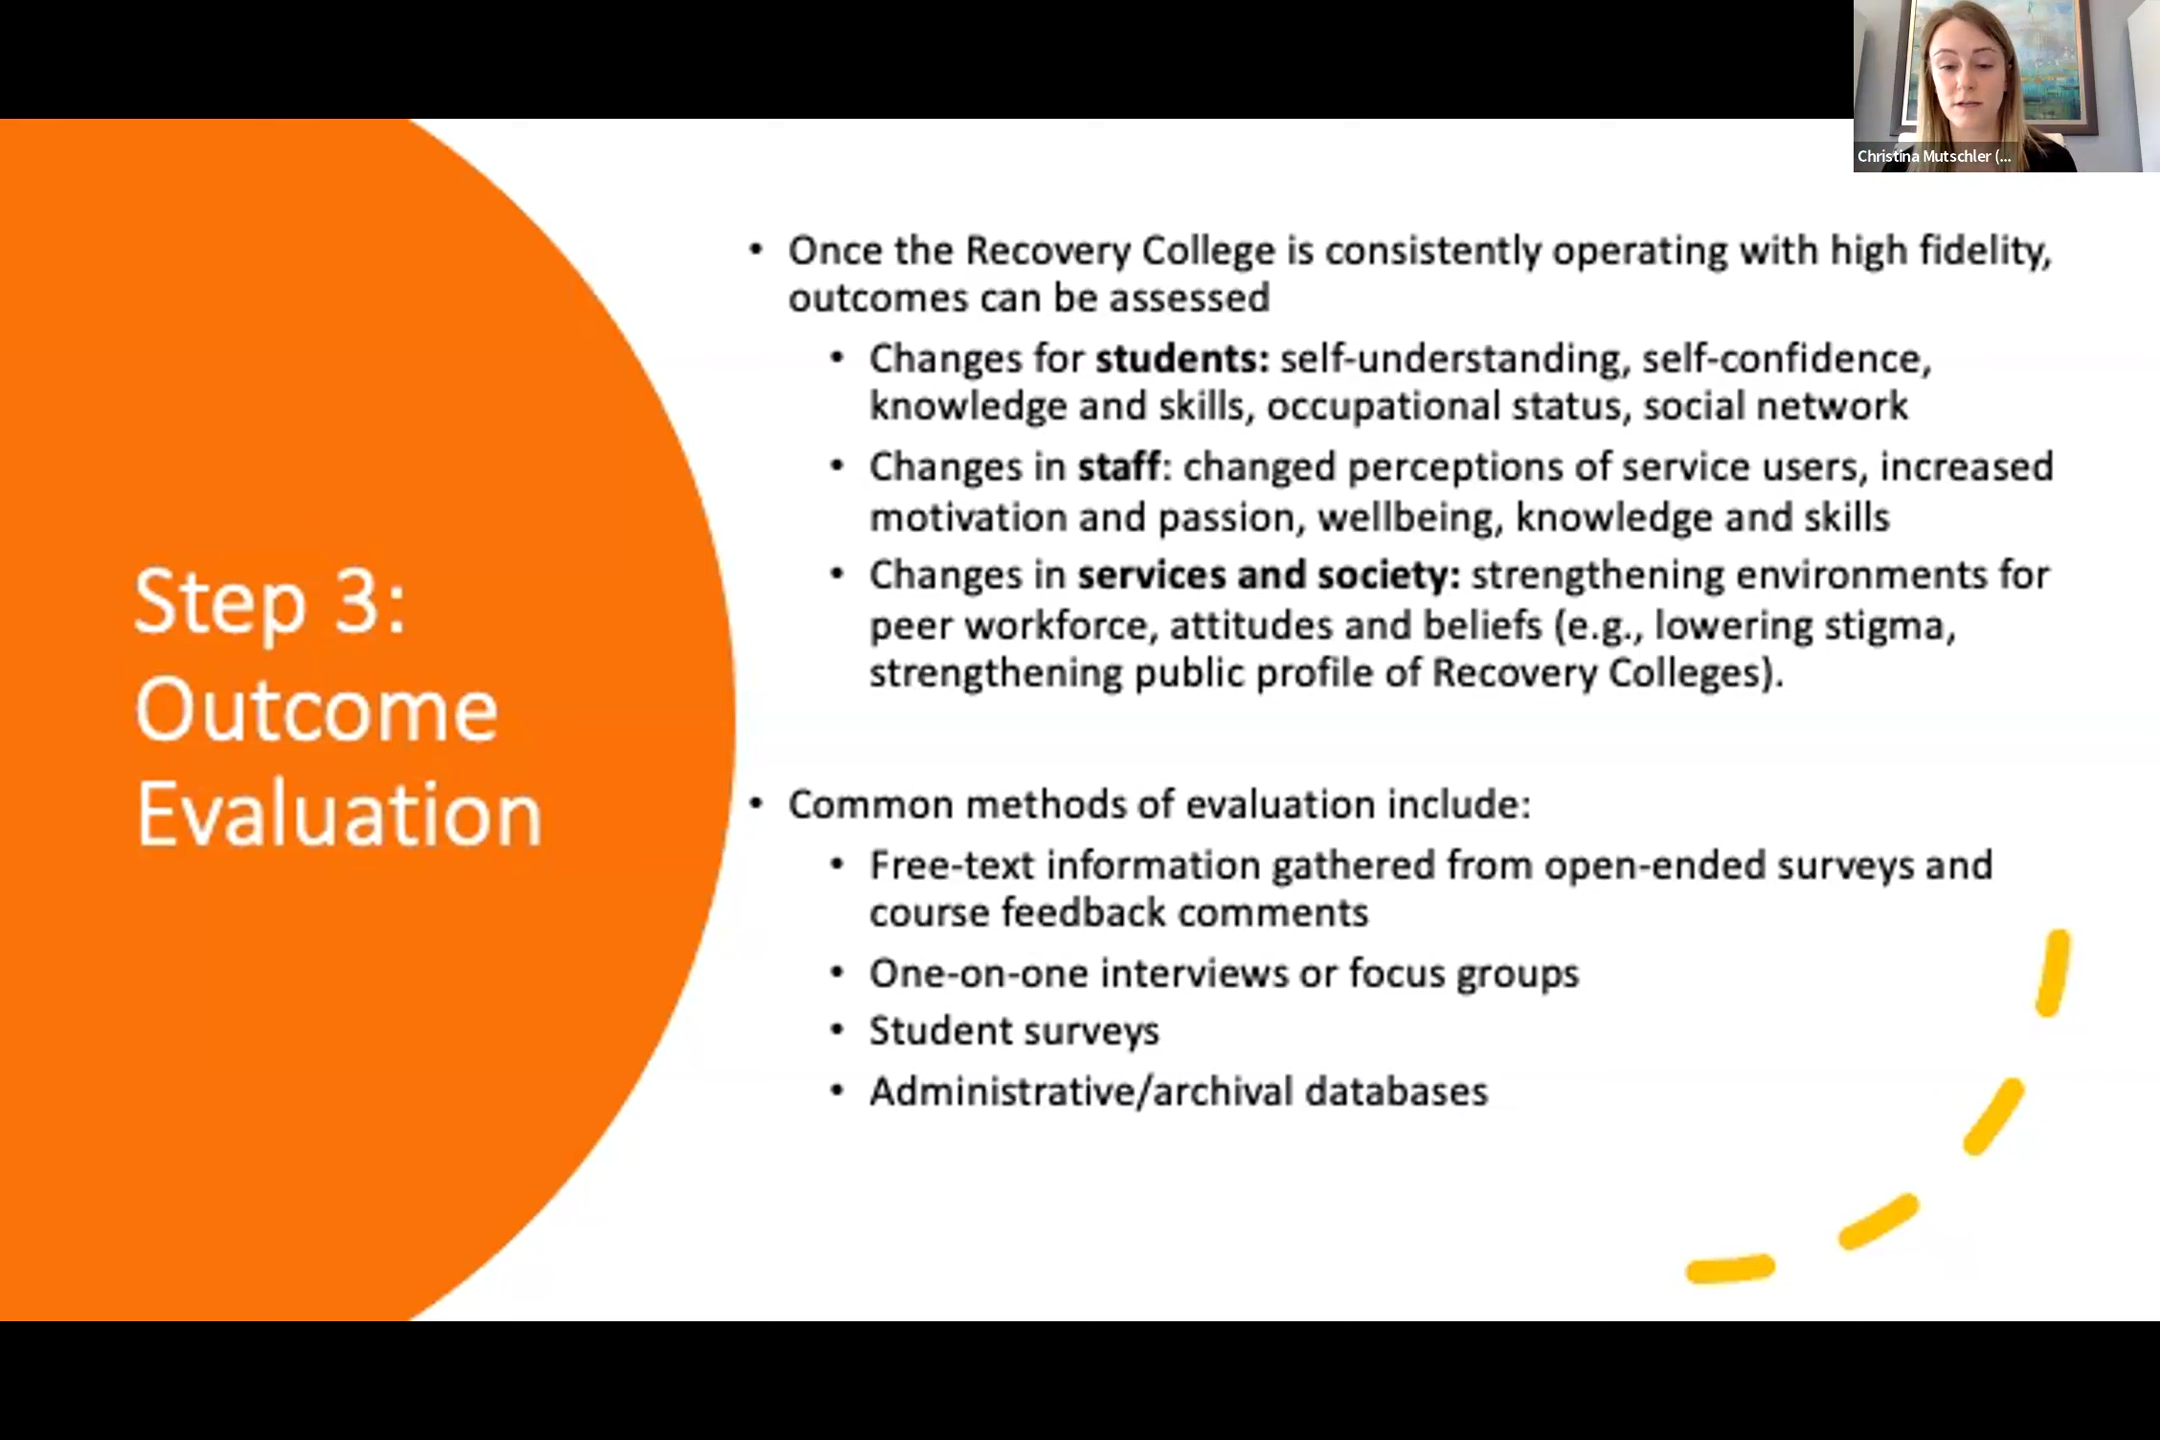 Christina Mutschler (...
Step 3:
Outcome
Evaluation
• Once the Recovery College is consistently operating with high fidelity,
outcomes can be assessed
• Changes for students: self-understanding, self-confidence,
knowledge and skills, occupational status, social network
• Changes in staff: changed perceptions of service users, increased
motivation and passion, wellbeing, knowledge and skills
• Changes in services and society: strengthening environments for
peer workforce, attitudes and beliefs (e.g., lowering stigma,
strengthening public profile of Recovery Colleges).
• Common methods of evaluation include:
• Free-text information gathered from open-ended surveys and
course feedback comments
• One-on-one interviews or focus groups
• Student surveys
• Administrative/archival databases